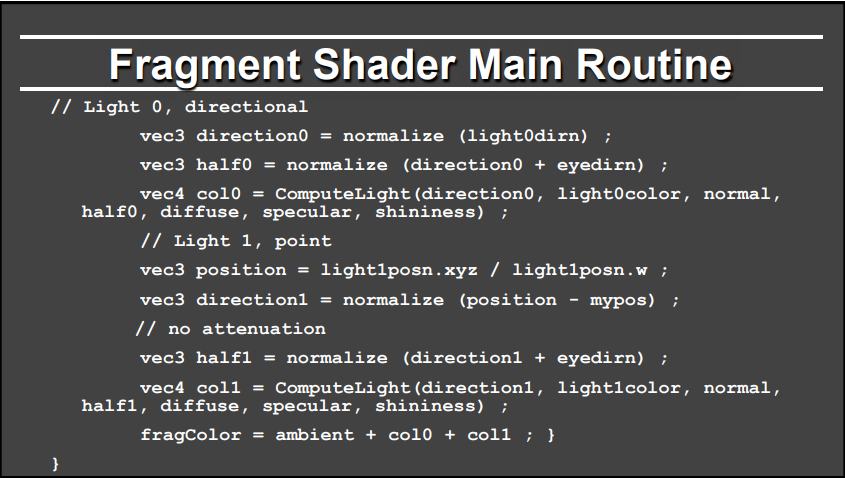 Fragment Shader Main Routine
// Light 0, directional
vec3 direction0 = normalize (light0dirn) ;
vec3 half0 = normalize (direction0 + eyedirn) ;
vec4 col0 = ComputeLight(direction0, light0color, normal,
half0, diffuse, specular, shininess) ;
// Light 1, point
vec3 position = light1posn.xyz / light1posn.w ;
vec3 direction1 = normalize (position - mypos) ;
// no attenuation
vec3 half1 = normalize (direction1 + eyedirn) ;
vec4 col1 = ComputeLight(direction1, light1color, normal,
half1, diffuse, specular, shininess) ;
fragColor = ambient + col0 + col1 ; }
}